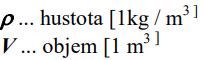 ρ ... hustota [1kg / m³ ]
V ... objem [1 m³ ]